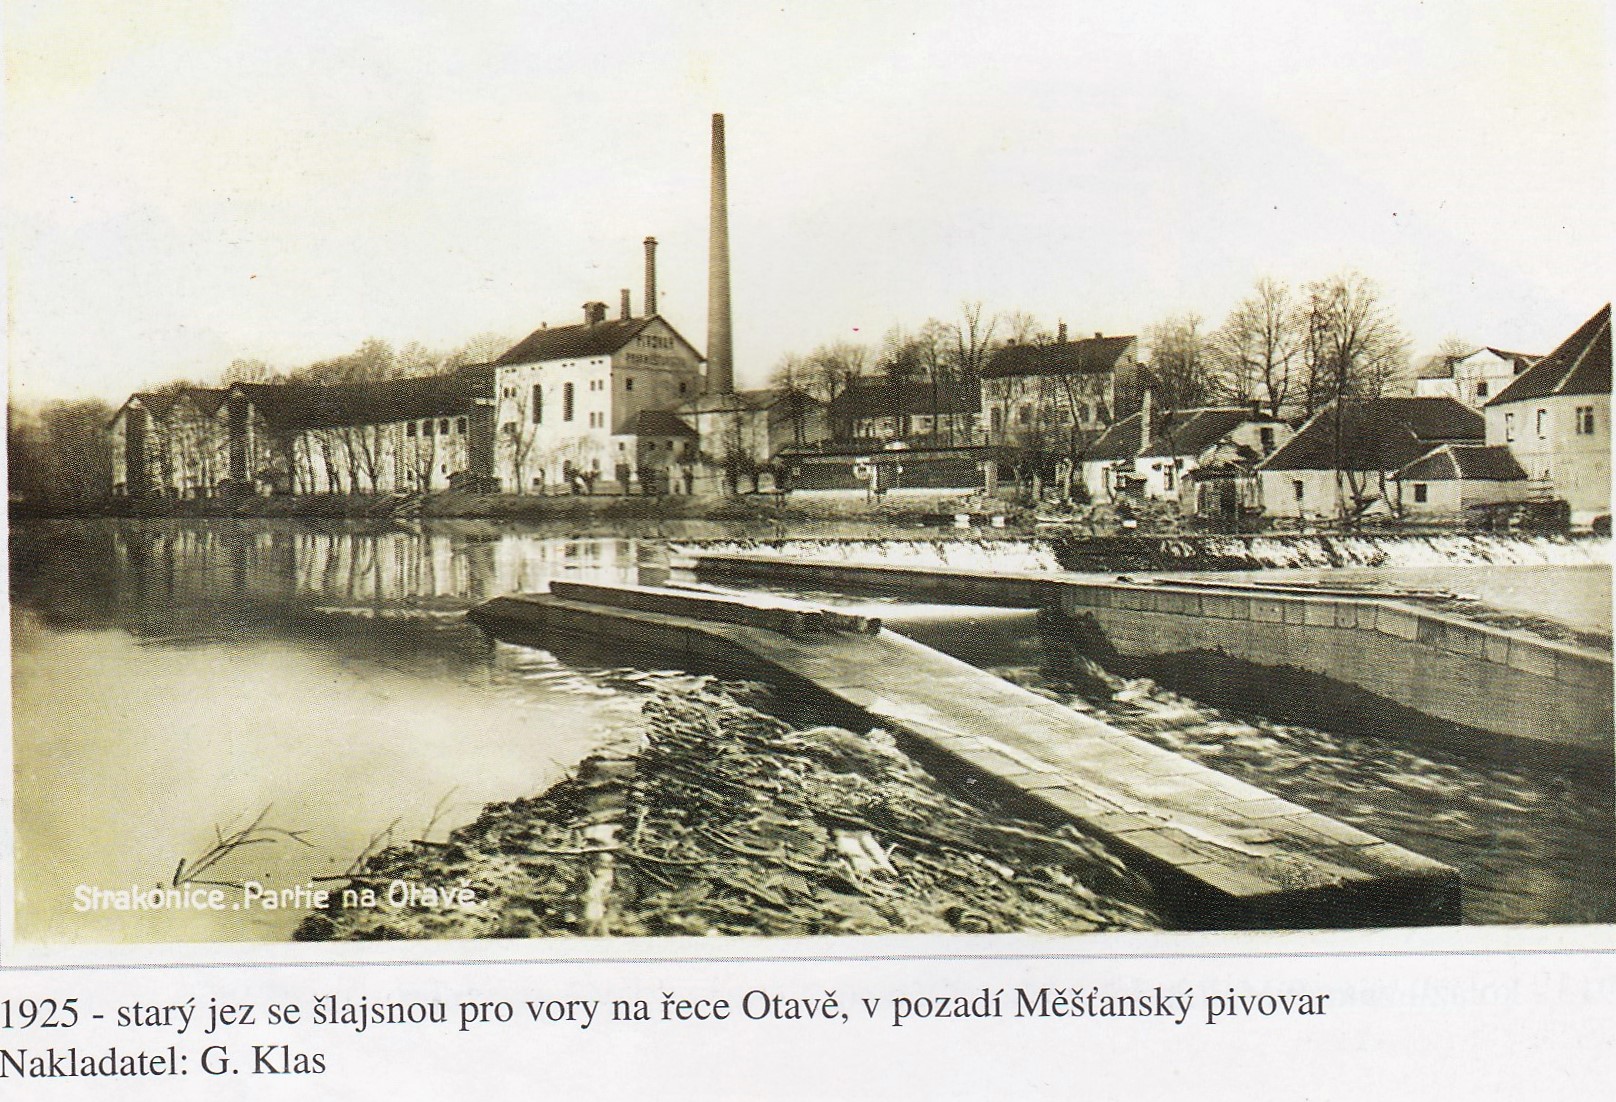 PIVOVAR
Strakonice. Partie na Otavě.
1925 - starý jez se šlajsnou pro vory na řece Otavě, v pozadí Měšťanský pivovar
Nakladatel: G. Klas